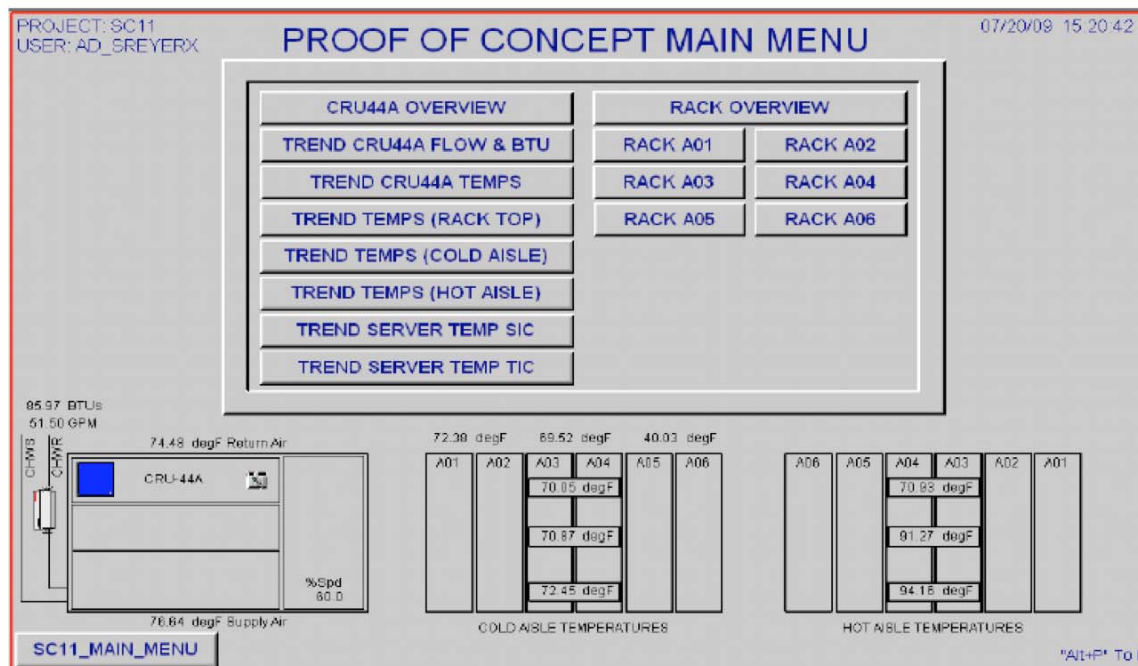 PROJECT: SC11
USER: AD_SREYERX
PROOF OF CONCEPT MAIN MENU
07/20/09 15:20:42
CRU44A OVERVIEW
RACK OVERVIEW
TREND CRU44A FLOW & BTU
RACK A01
RACK A02
TREND CRU44A TEMPS
RACK A03
RACK A04
TREND TEMPS (RACK TOP)
RACK A05
RACK A06
TREND TEMPS (COLD AISLE)
TREND TEMPS (HOT AISLE)
TREND SERVER TEMP SIC
TREND SERVER TEMP TIC
85.97 BTUs
51.50 GPM
CHWS
CHWR
74.48 degF Return Air
CRU-44A
%Spd
60.0
76.64 degF Supply Air
72.38 degF 69.52 degF 40.03 degF
A01 A02 A03 A04 A05 A06
70.85 degF
70.87 degF
72.45 degF
COLD AISLE TEMPERATURES
A06 A05 A04 A03 A02 A01
70.93 degF
91.27 degF
94.16 degF
HOT AISLE TEMPERATURES
SC11_MAIN_MENU
"Alt+P" To